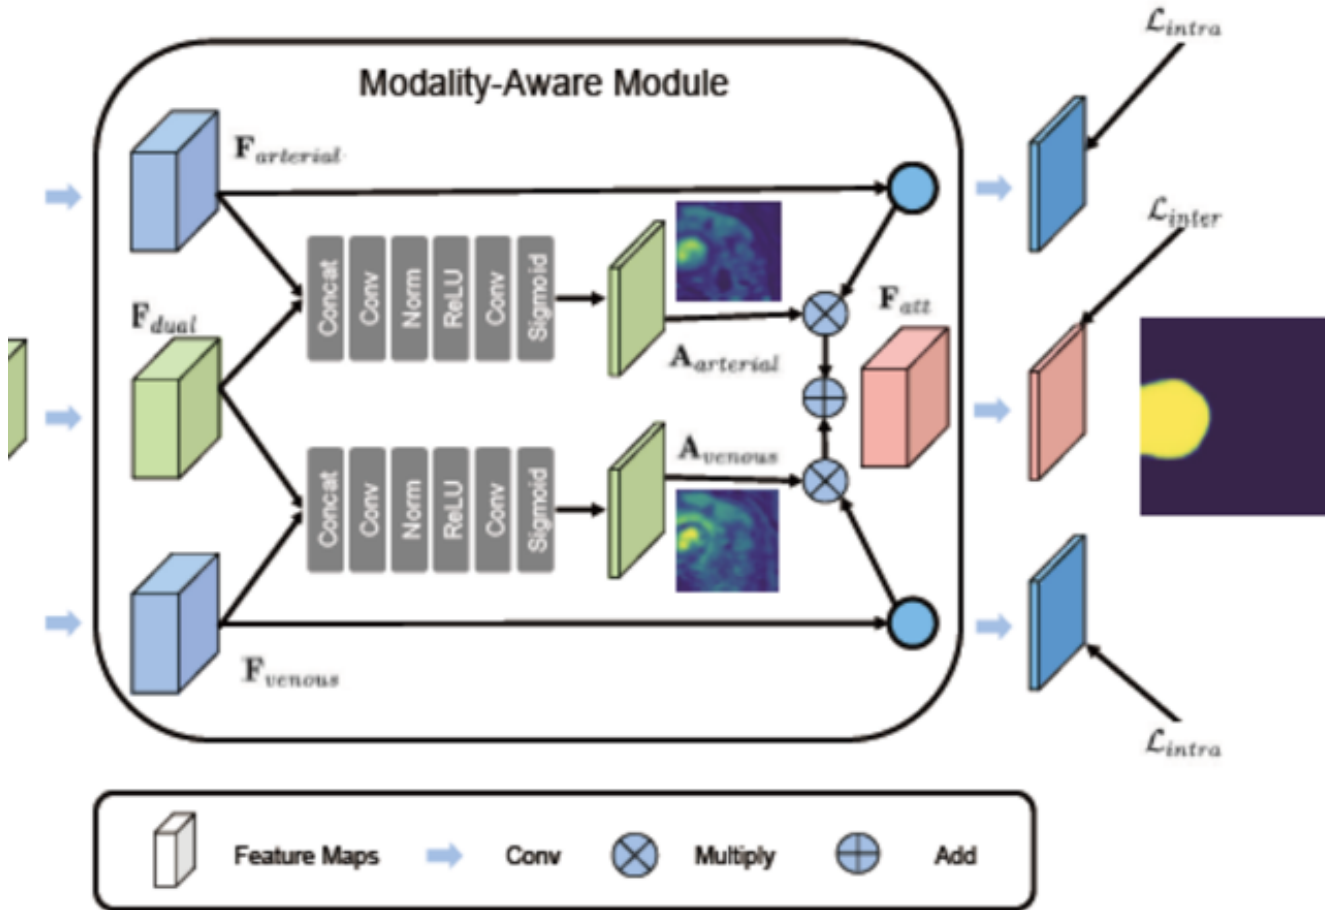 Modality-Aware Module
F_arterial
F_dual
F_venous
Concat
Conv
Norm
ReLU
Conv
Sigmoid
A_arterial
A_venous
Concat
Conv
Norm
ReLU
Conv
Sigmoid
F_att
L_intra
L_inter
L_intra
Feature Maps
Conv
Multiply
Add